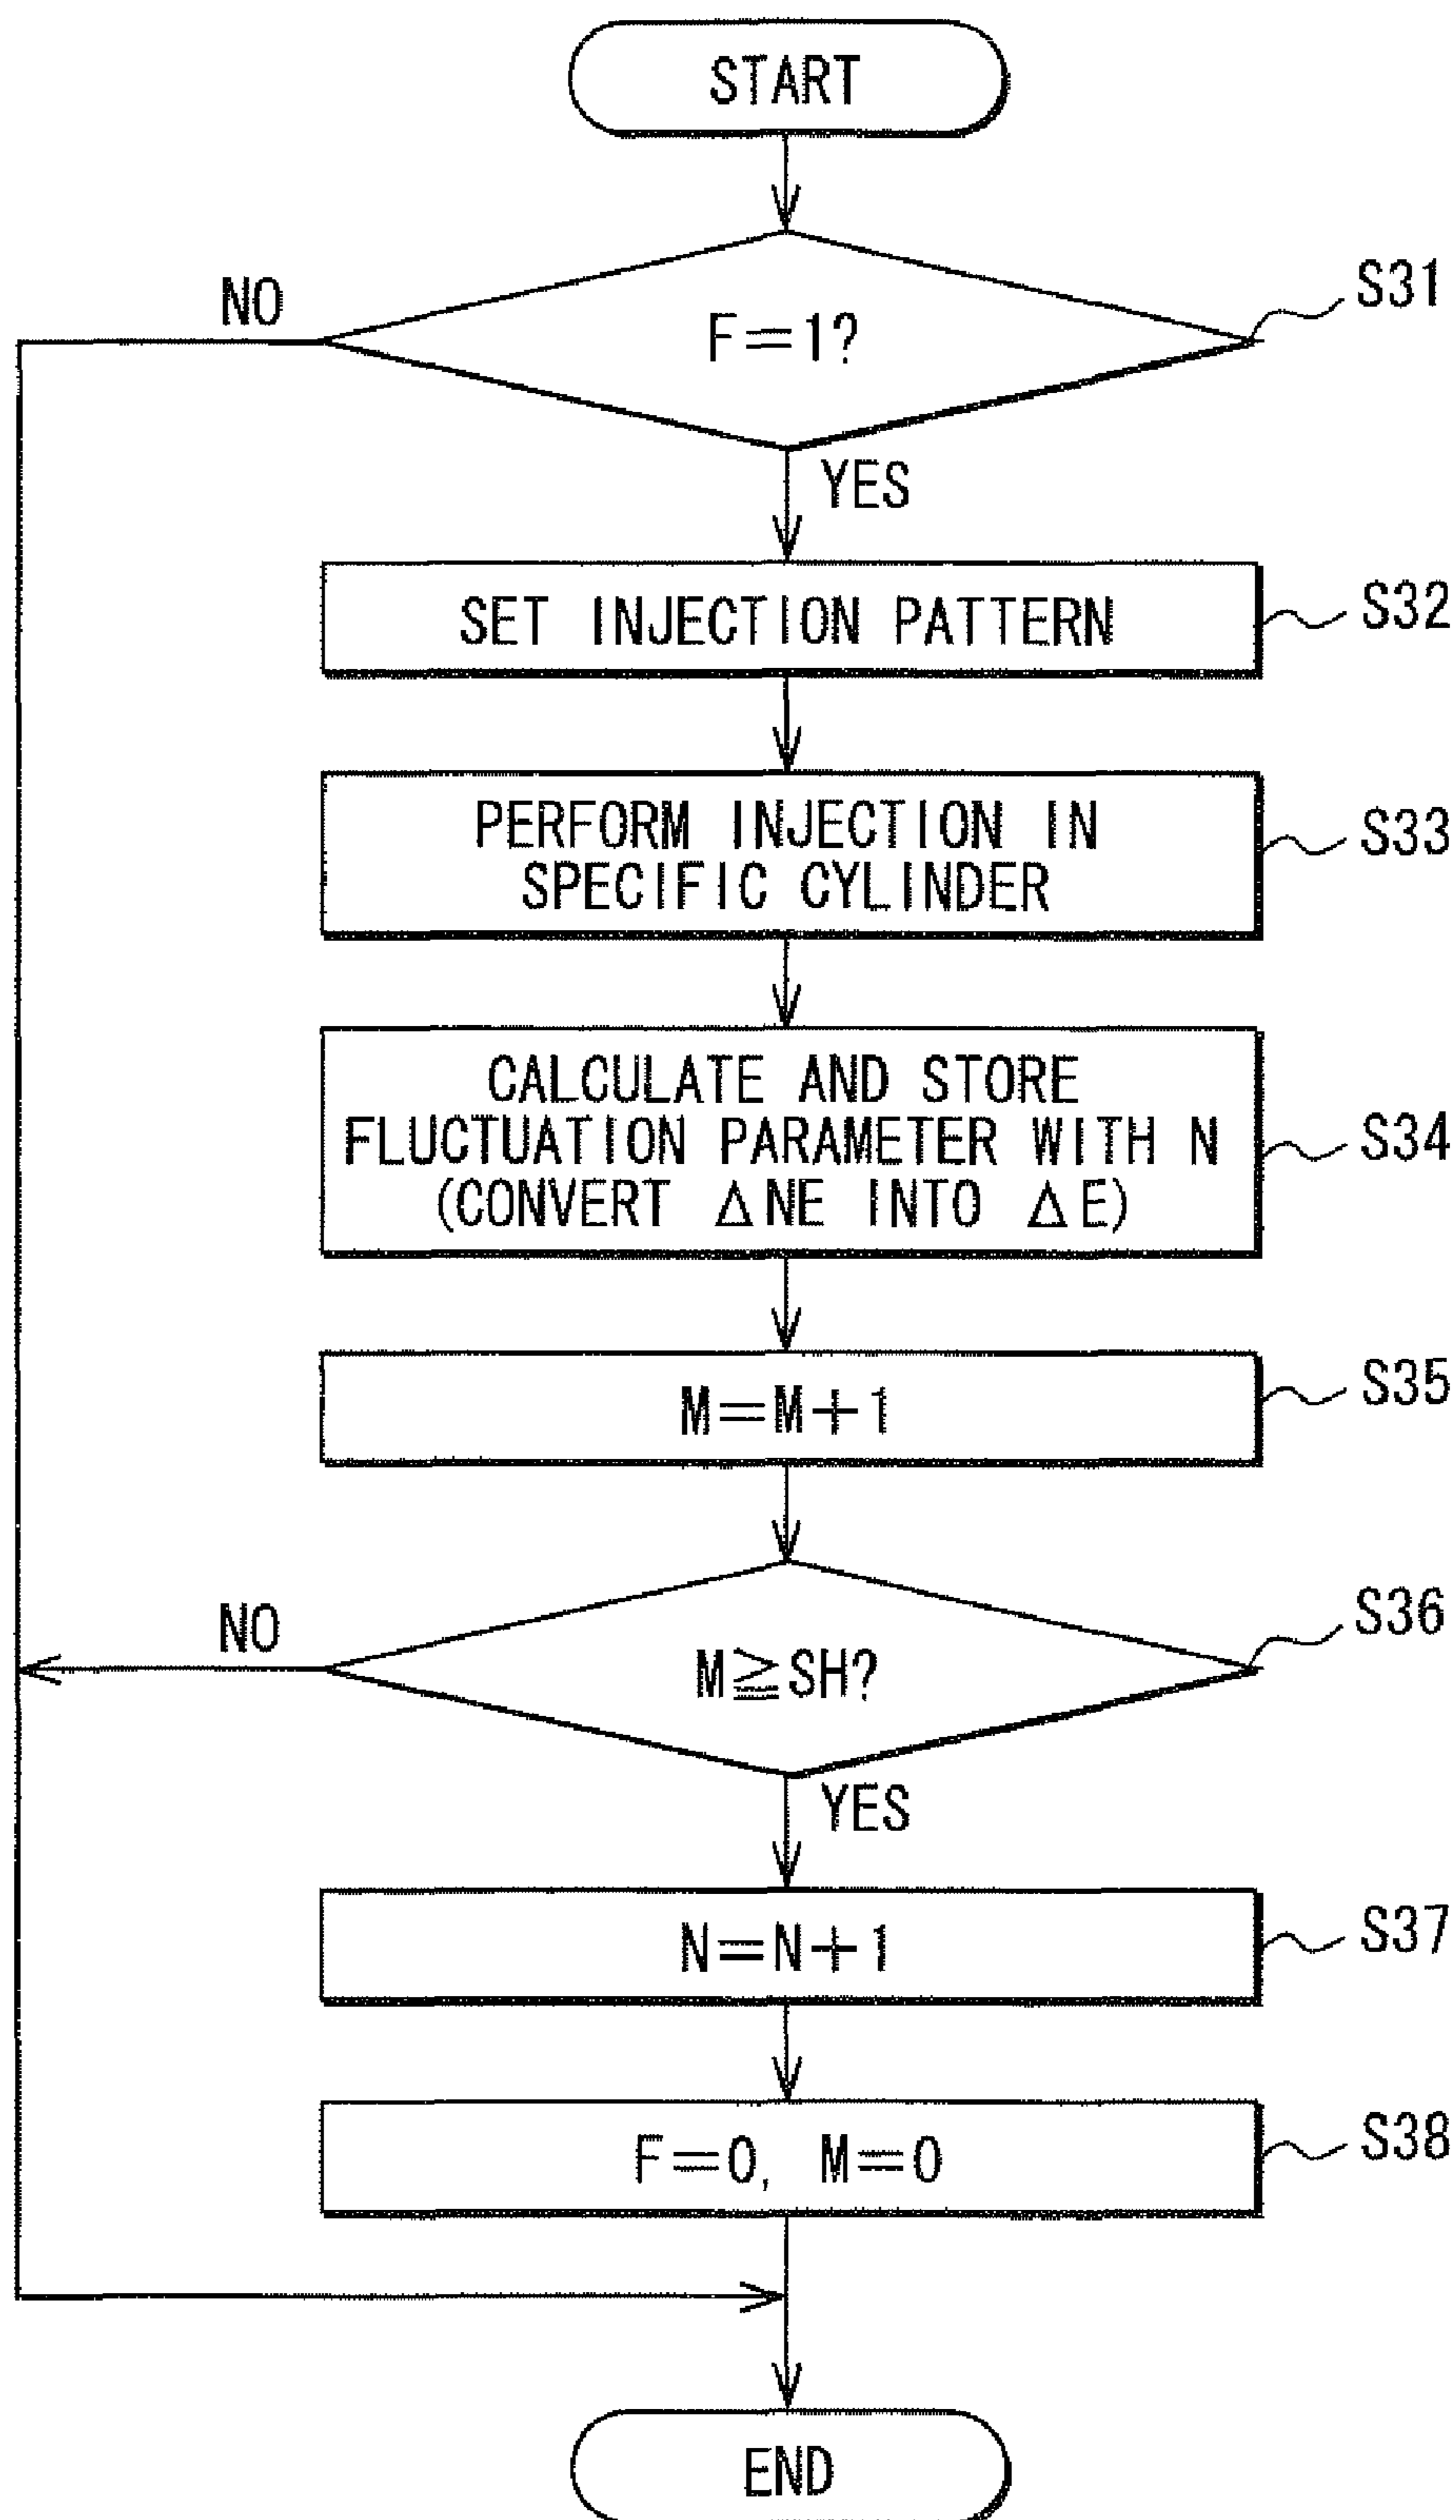 START
F=1?
S31
NO
YES
SET INJECTION PATTERN
S32
PERFORM INJECTION IN
SPECIFIC CYLINDER
S33
CALCULATE AND STORE
FLUCTUATION PARAMETER WITH N
(CONVERT ΔNE INTO ΔE)
S34
M=M+1
S35
M≧SH?
S36
NO
YES
N=N+1
S37
F=0, M=0
S38
END